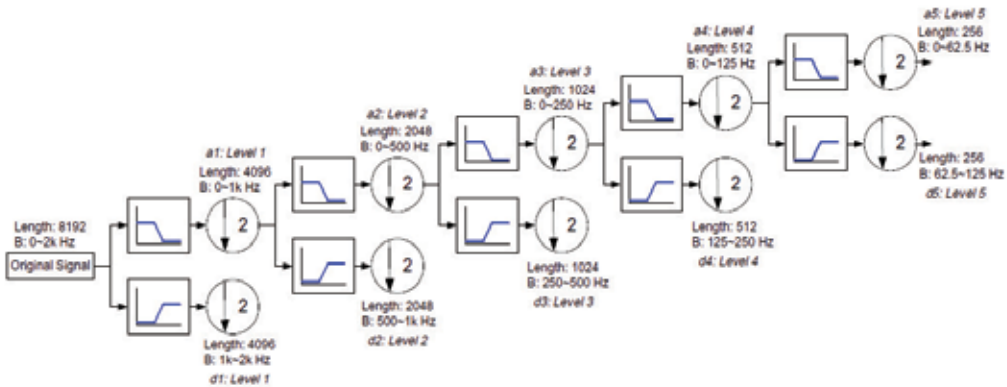 Length: 8192
B: 0~2k Hz
Original Signal
a1: Level 1
Length: 4096
B: 0~1k Hz
2
2
Length: 4096
B: 1k~2k Hz
d1: Level 1
a2: Level 2
Length: 2048
B: 0~500 Hz
2
2
Length: 2048
B: 500~1k Hz
d2: Level 2
a3: Level 3
Length: 1024
B: 0~250 Hz
2
2
Length: 1024
B: 250~500 Hz
d3: Level 3
a4: Level 4
Length: 512
B: 0~125 Hz
2
2
Length: 512
B: 125~250 Hz
d4: Level 4
a5: Level 5
Length: 256
B: 0~62.5 Hz
2
2
Length: 256
B: 62.5~125 Hz
d5: Level 5